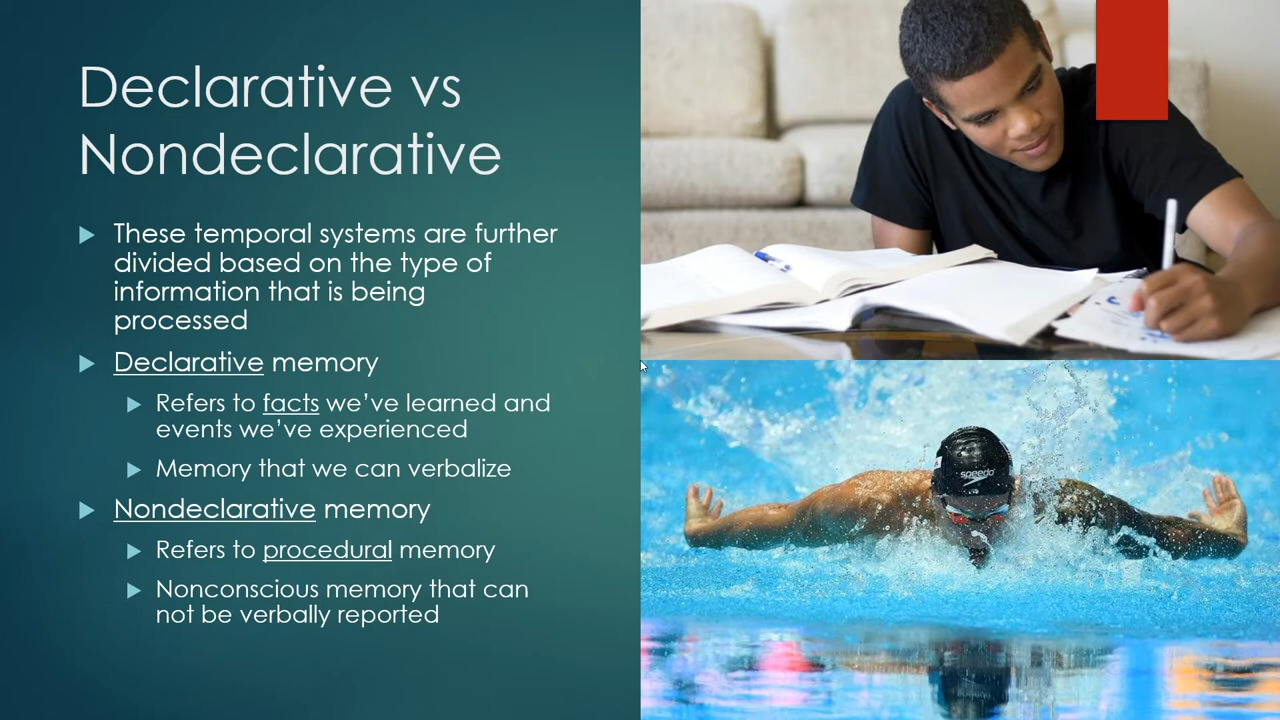 Declarative vs
Nondeclarative
These temporal systems are further
divided based on the type of
information that is being
processed
Declarative memory
Refers to facts we’ve learned and
events we’ve experienced
Memory that we can verbalize
Nondeclarative memory
Refers to procedural memory
Nonconscious memory that can
not be verbally reported
speedo